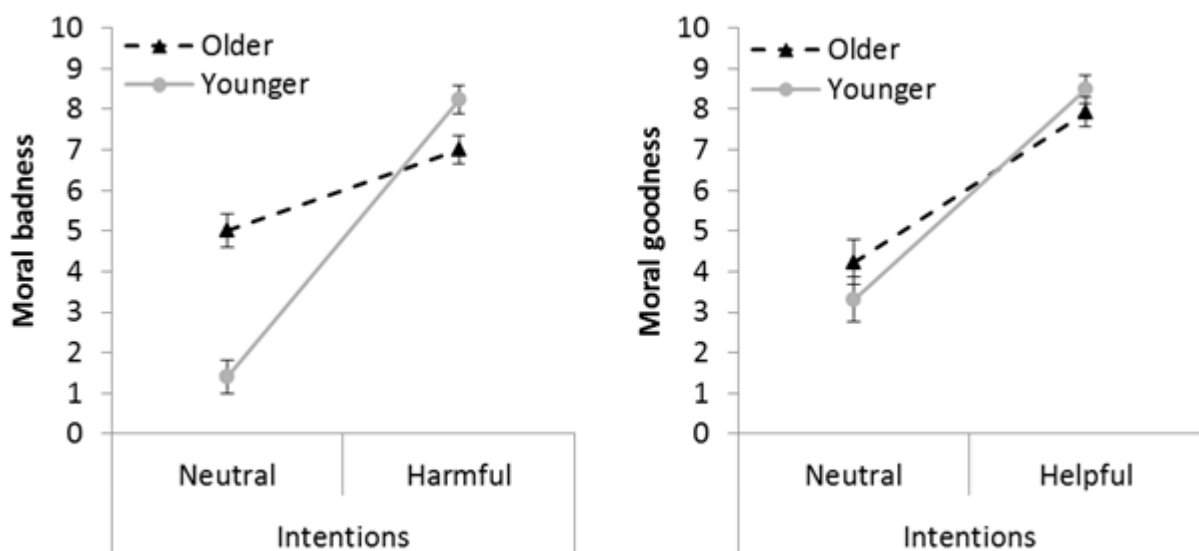 10
9
8
7
6
5
4
3
2
1
0
Moral badness
Older
Younger
Neutral Harmful
Intentions
10
9
8
7
6
5
4
3
2
1
0
Moral goodness
Older
Younger
Neutral Helpful
Intentions